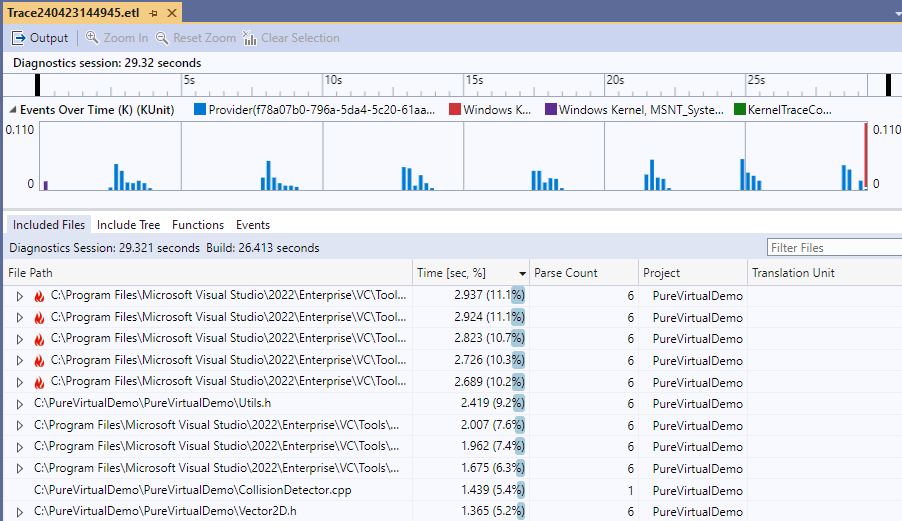 Trace240423144945.etl
Output Zoom In Reset Zoom Clear Selection
Diagnostics session: 29.32 seconds
5s 10s 15s 20s 25s
Events Over Time (K) (KUnit) Provider(f78a07b0-796a-5da4-5c20-61aa... Windows K... Windows Kernel, MSNT_Syste... KernelTraceCo...
0.110 0.110
0 0
Included Files Include Tree Functions Events
Diagnostics Session: 29.321 seconds Build: 26.413 seconds Filter Files
File Path Time [sec, %] Parse Count Project Translation Unit
C:\Program Files\Microsoft Visual Studio\2022\Enterprise\VC\Tool... 2.937 (11.1%) 6 PureVirtualDemo
C:\Program Files\Microsoft Visual Studio\2022\Enterprise\VC\Tool... 2.924 (11.1%) 6 PureVirtualDemo
C:\Program Files\Microsoft Visual Studio\2022\Enterprise\VC\Tool... 2.823 (10.7%) 6 PureVirtualDemo
C:\Program Files\Microsoft Visual Studio\2022\Enterprise\VC\Tool... 2.726 (10.3%) 6 PureVirtualDemo
C:\Program Files\Microsoft Visual Studio\2022\Enterprise\VC\Tool... 2.689 (10.2%) 6 PureVirtualDemo
C:\PureVirtualDemo\PureVirtualDemo\Utils.h 2.419 (9.2%) 6 PureVirtualDemo
C:\Program Files\Microsoft Visual Studio\2022\Enterprise\VC\Tools\... 2.007 (7.6%) 6 PureVirtualDemo
C:\Program Files\Microsoft Visual Studio\2022\Enterprise\VC\Tools\... 1.962 (7.4%) 6 PureVirtualDemo
C:\Program Files\Microsoft Visual Studio\2022\Enterprise\VC\Tools\... 1.675 (6.3%) 6 PureVirtualDemo
C:\PureVirtualDemo\PureVirtualDemo\CollisionDetector.cpp 1.439 (5.4%) 1 PureVirtualDemo
C:\PureVirtualDemo\PureVirtualDemo\Vector2D.h 1.365 (5.2%) 6 PureVirtualDemo